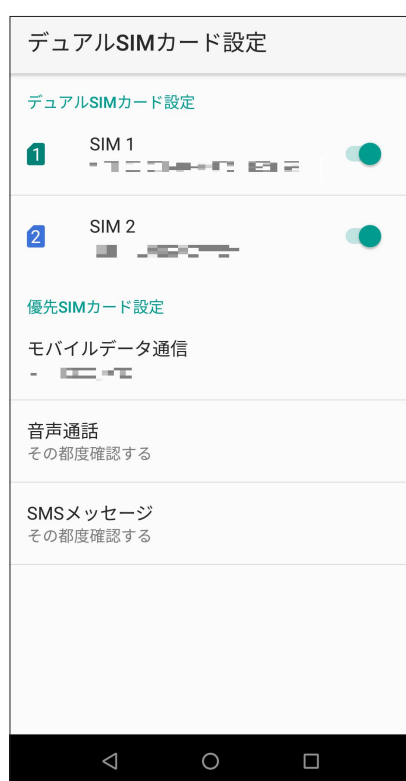 デュアルSIMカード設定
デュアルSIMカード設定
1
SIM 1
2
SIM 2
優先SIMカード設定
モバイルデータ通信
音声通話
その都度確認する
SMSメッセージ
その都度確認する